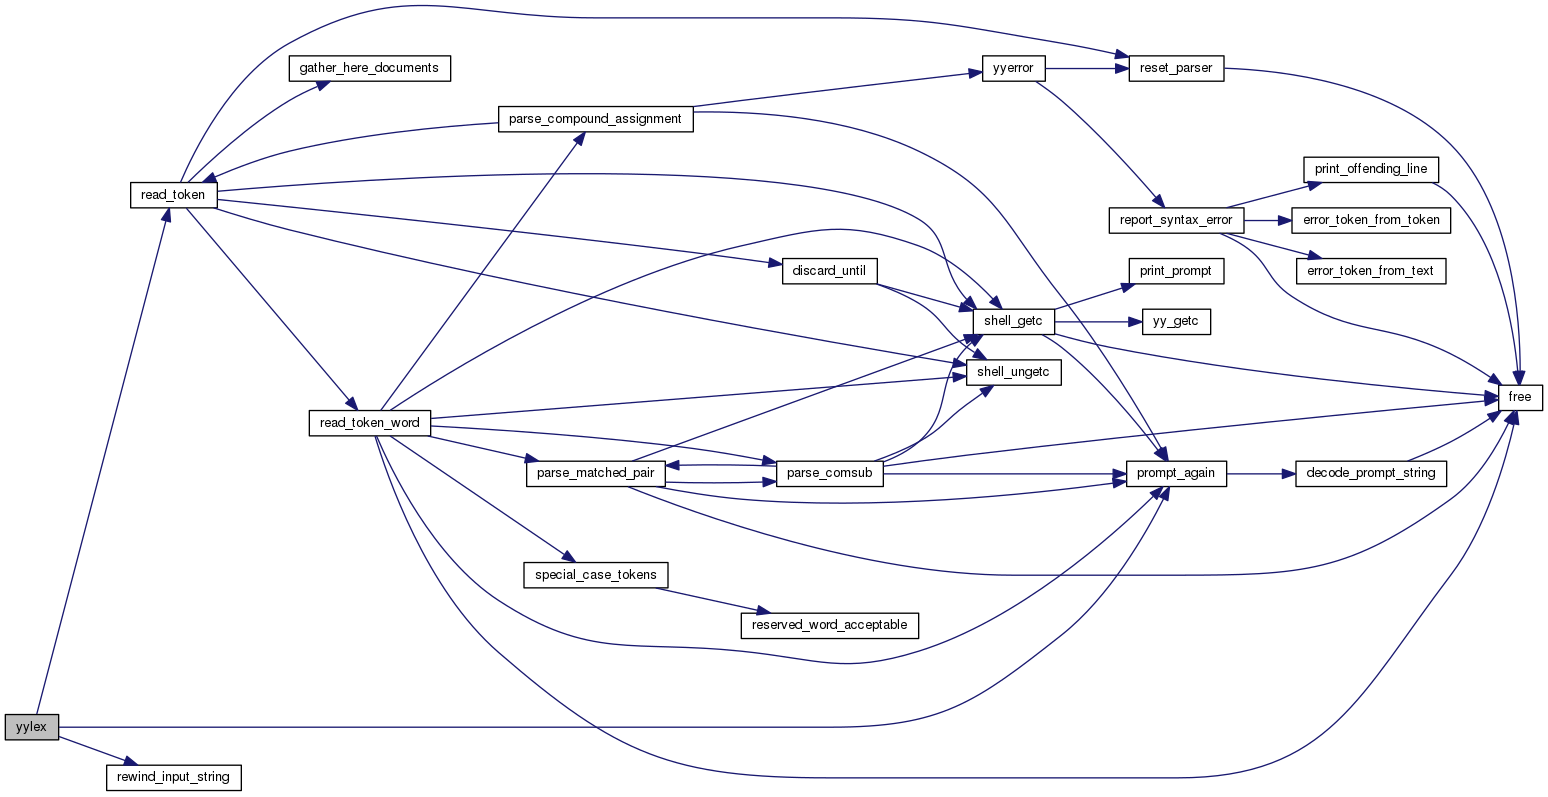 gather_here_documents
yyerror
reset_parser
parse_compound_assignment
print_offending_line
read_token
report_syntax_error
error_token_from_token
discard_until
print_prompt
error_token_from_text
shell_getc
yy_getc
shell_ungetc
free
read_token_word
parse_matched_pair
parse_comsub
prompt_again
decode_prompt_string
special_case_tokens
reserved_word_acceptable
yylex
rewind_input_string